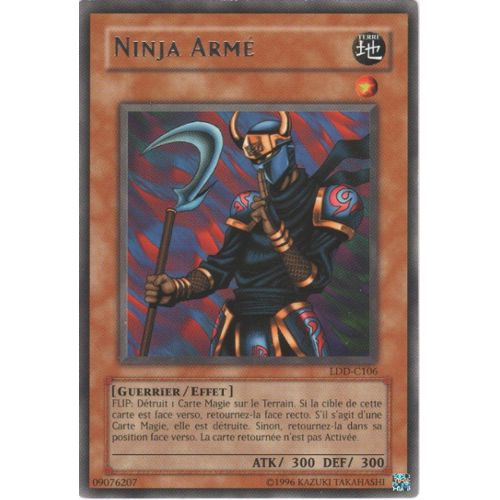 NINJA ARMÉ
TERRE
地
LDD-C106
[GUERRIER/EFFET]
FLIP: Détruit 1 Carte Magie sur le Terrain. Si la cible de cette
carte est face verso, retournez-la face recto. S'il s'agit d'une
Carte Magie, elle est détruite. Sinon, retournez-la dans sa
position face verso. La carte retournée n'est pas Activée.
ATK/ 300 DEF/ 300
09076207
©1996 KAZUKI TAKAHASHI